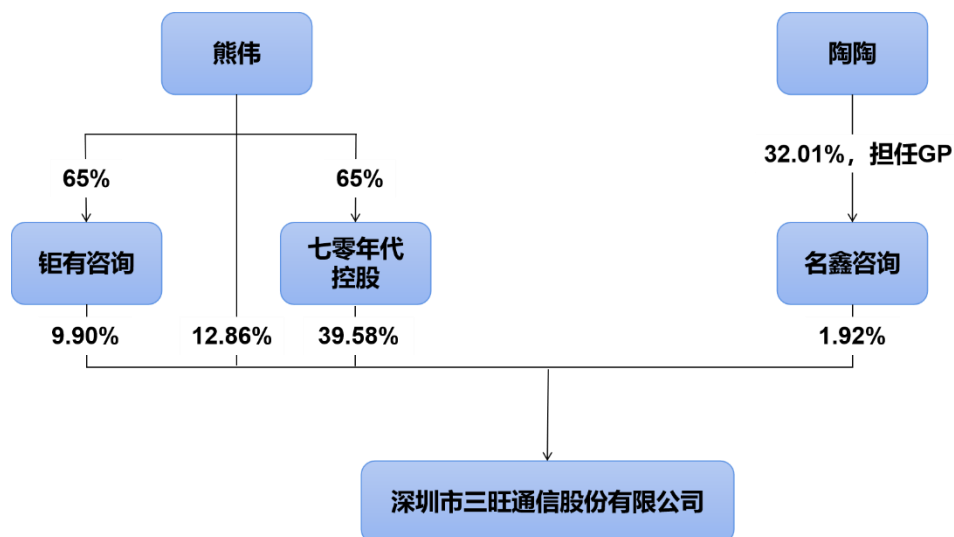 熊伟
陶陶
32.01%，担任GP
65%
65%
钜有咨询
七零年代
控股
名鑫咨询
9.90%
12.86%
39.58%
1.92%
深圳市三旺通信股份有限公司